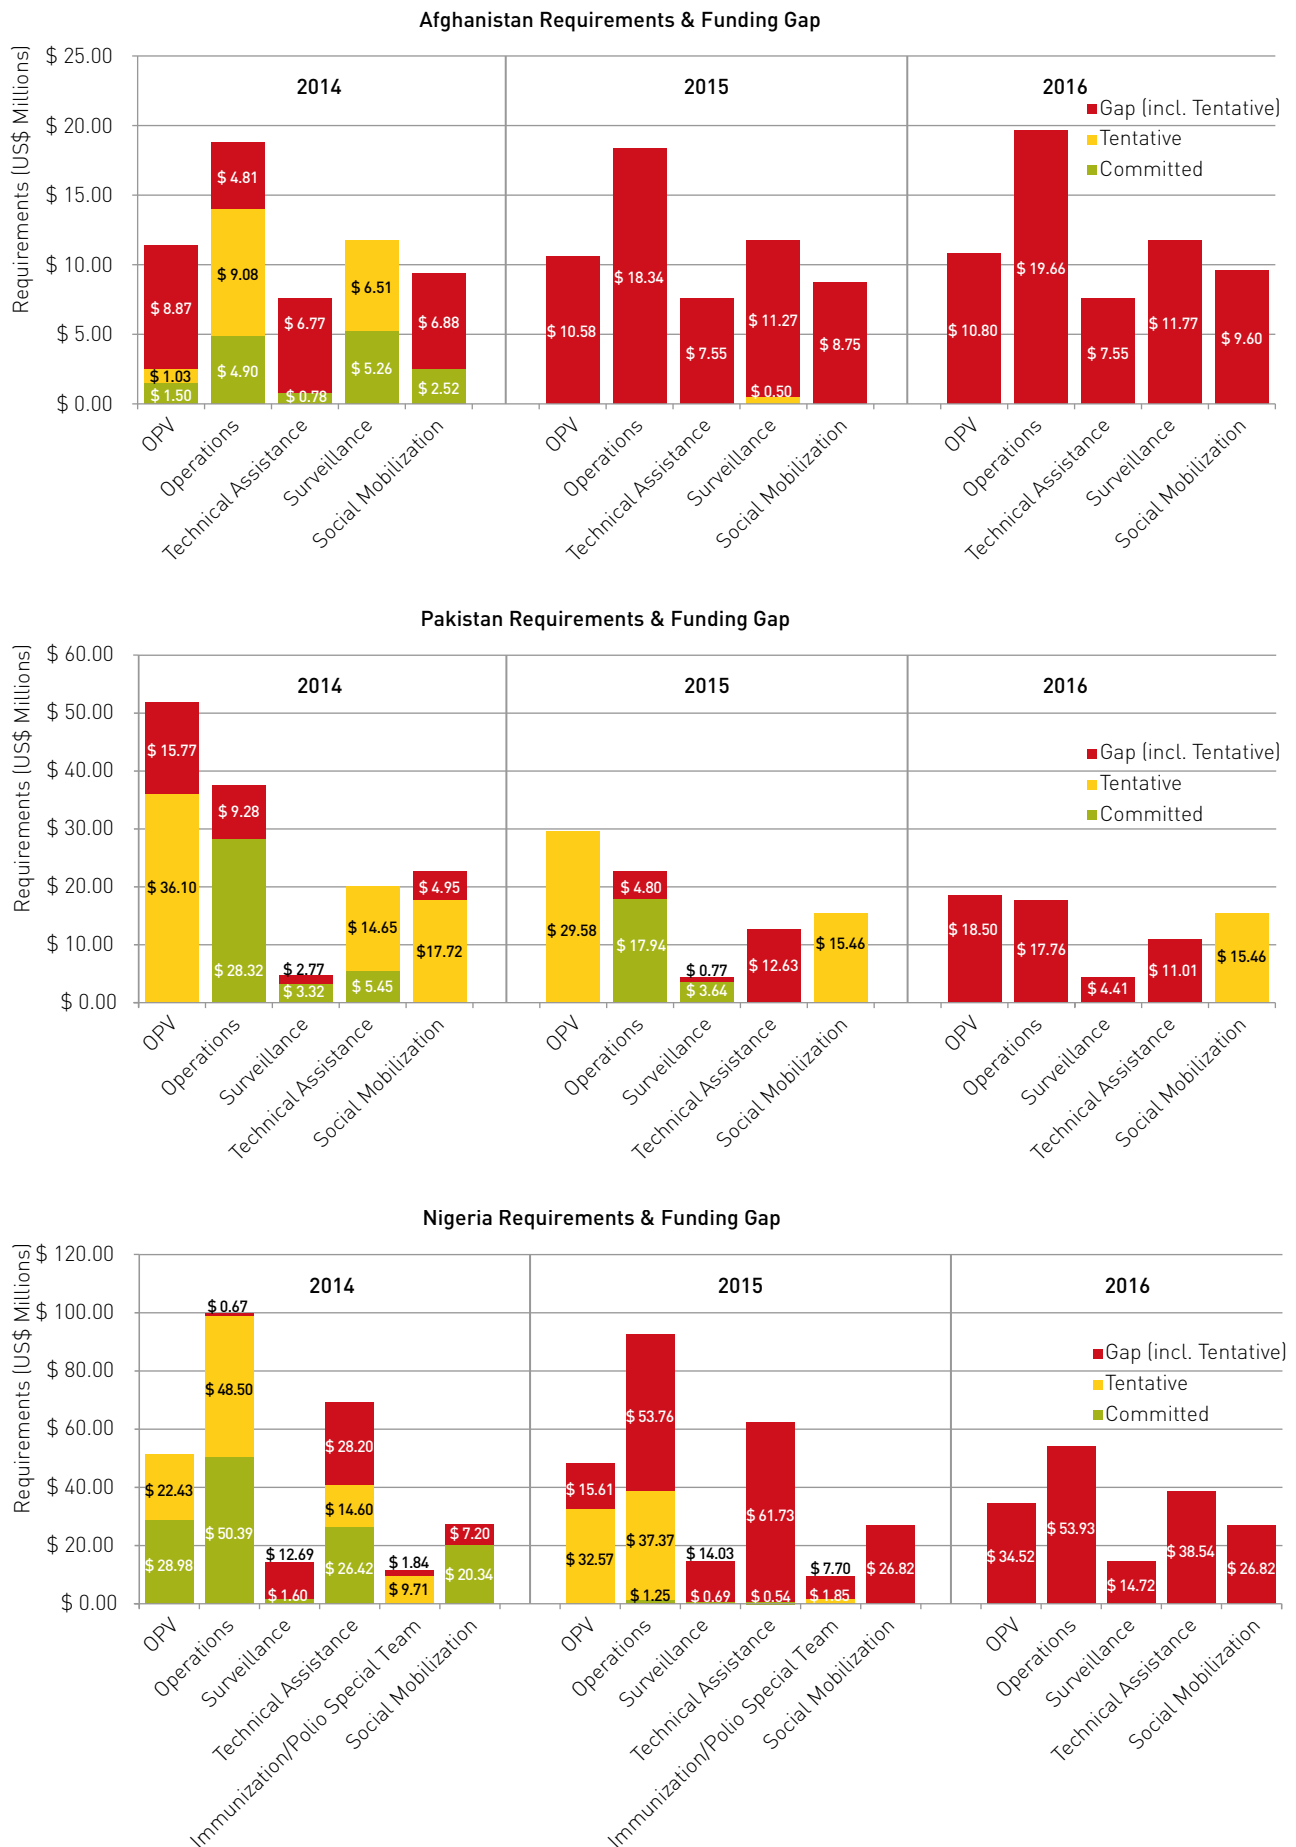 Afghanistan Requirements & Funding Gap
Requirements (US$ Millions)
$ 25.00
$ 20.00
$ 15.00
$ 10.00
$ 5.00
$ 0.00
2014
2015
2016
Gap (incl. Tentative)
Tentative
Committed
$ 8.87
$ 1.03
$ 1.50
$ 4.81
$ 9.08
$ 4.90
$ 6.77
$ 0.78
$ 6.51
$ 5.26
$ 6.88
$ 2.52
$ 10.58
$ 18.34
$ 7.55
$ 11.27
$ 0.50
$ 8.75
$ 10.80
$ 19.66
$ 7.55
$ 11.77
$ 9.60
OPV
Operations
Technical Assistance
Surveillance
Social Mobilization
OPV
Operations
Technical Assistance
Surveillance
Social Mobilization
OPV
Operations
Technical Assistance
Surveillance
Social Mobilization
Pakistan Requirements & Funding Gap
Requirements (US$ Millions)
$ 60.00
$ 50.00
$ 40.00
$ 30.00
$ 20.00
$ 10.00
$ 0.00
2014
2015
2016
Gap (incl. Tentative)
Tentative
Committed
$ 15.77
$ 36.10
$ 9.28
$ 28.32
$ 2.77
$ 3.32
$ 14.65
$ 5.45
$ 4.95
$17.72
$ 29.58
$ 4.80
$ 17.94
$ 0.77
$ 3.64
$ 12.63
$ 15.46
$ 18.50
$ 17.76
$ 4.41
$ 11.01
$ 15.46
OPV
Operations
Surveillance
Technical Assistance
Social Mobilization
OPV
Operations
Surveillance
Technical Assistance
Social Mobilization
OPV
Operations
Surveillance
Technical Assistance
Social Mobilization
Nigeria Requirements & Funding Gap
Requirements (US$ Millions)
$ 120.00
$ 100.00
$ 80.00
$ 60.00
$ 40.00
$ 20.00
$ 0.00
2014
2015
2016
Gap (incl. Tentative)
Tentative
Committed
$ 22.43
$ 28.98
$ 0.67
$ 48.50
$ 50.39
$ 12.69
$ 1.60
$ 28.20
$ 14.60
$ 26.42
$ 1.84
$ 9.71
$ 7.20
$ 20.34
$ 15.61
$ 32.57
$ 53.76
$ 37.37
$ 1.25
$ 14.03
$ 0.69
$ 61.73
$ 0.54
$ 7.70
$ 1.85
$ 26.82
$ 34.52
$ 53.93
$ 14.72
$ 38.54
$ 26.82
OPV
Operations
Surveillance
Technical Assistance
Immunization/Polio Special Team
Social Mobilization
OPV
Operations
Surveillance
Technical Assistance
Immunization/Polio Special Team
Social Mobilization
OPV
Operations
Surveillance
Technical Assistance
Social Mobilization